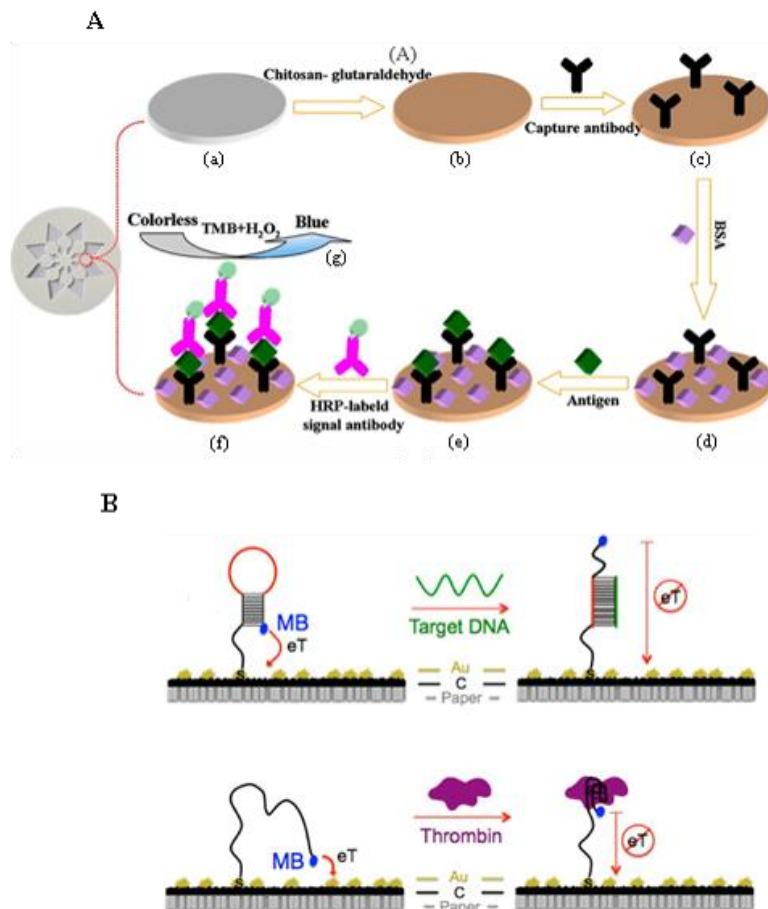 A
(A)
Chitosan- glutaraldehyde
Capture antibody
(a)
(b)
(c)
BSA
Colorless
TMB+H₂O₂
Blue
(g)
HRP-labeld
signal antibody
Antigen
(f)
(e)
(d)
B
MB
eT
Target DNA
eT
S
Au
C
Paper
S
MB
eT
Thrombin
eT
S
Au
C
Paper
S